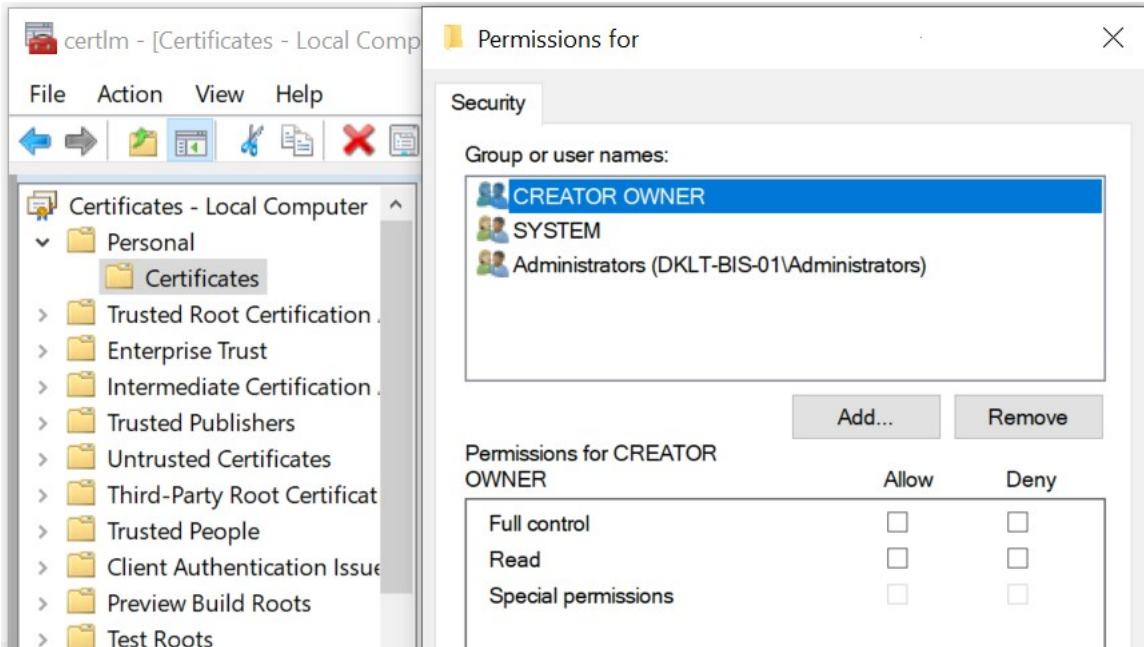 certlm - [Certificates - Local Comp
File Action View Help
Certificates - Local Computer
Personal
Certificates
Trusted Root Certification
Enterprise Trust
Intermediate Certification
Trusted Publishers
Untrusted Certificates
Third-Party Root Certificat
Trusted People
Client Authentication Issue
Preview Build Roots
Test Roots
Permissions for
Security
Group or user names:
CREATOR OWNER
SYSTEM
Administrators (DKLT-BIS-01\Administrators)
Add... Remove
Permissions for CREATOR
OWNER Allow Deny
Full control
Read
Special permissions